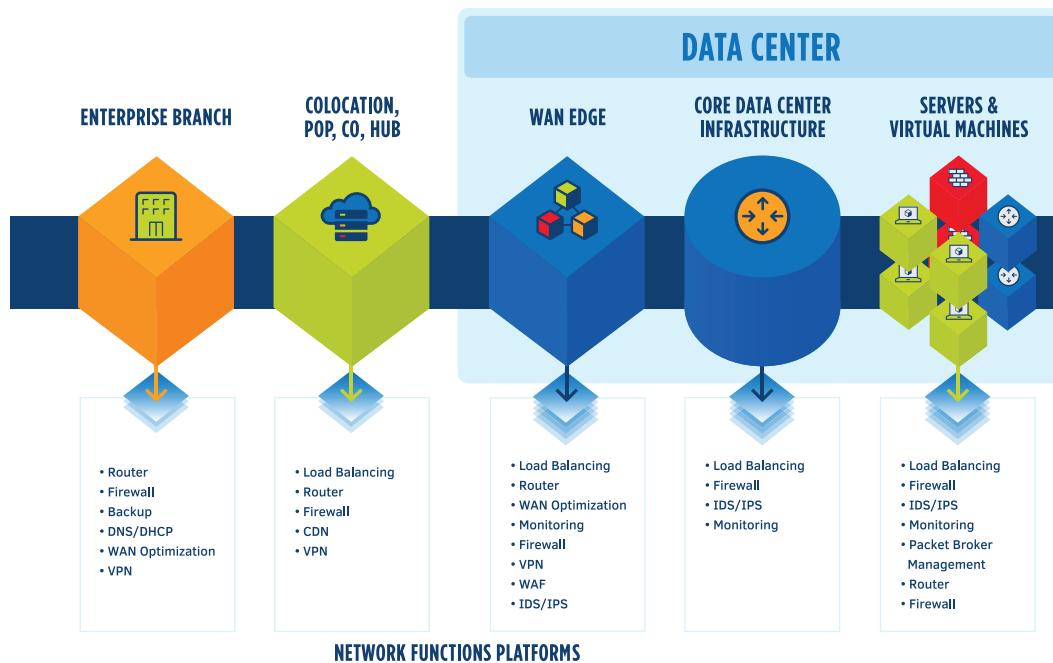 DATA CENTER
ENTERPRISE BRANCH
COLOCATION,
POP, CO, HUB
WAN EDGE
CORE DATA CENTER
INFRASTRUCTURE
SERVERS &
VIRTUAL MACHINES
• Router
• Firewall
• Backup
• DNS/DHCP
• WAN Optimization
• VPN
• Load Balancing
• Router
• Firewall
• CDN
• VPN
• Load Balancing
• Router
• WAN Optimization
• Monitoring
• Firewall
• VPN
• WAF
• IDS/IPS
• Load Balancing
• Firewall
• IDS/IPS
• Monitoring
• Load Balancing
• Firewall
• IDS/IPS
• Monitoring
• Packet Broker
Management
• Router
• Firewall
NETWORK FUNCTIONS PLATFORMS